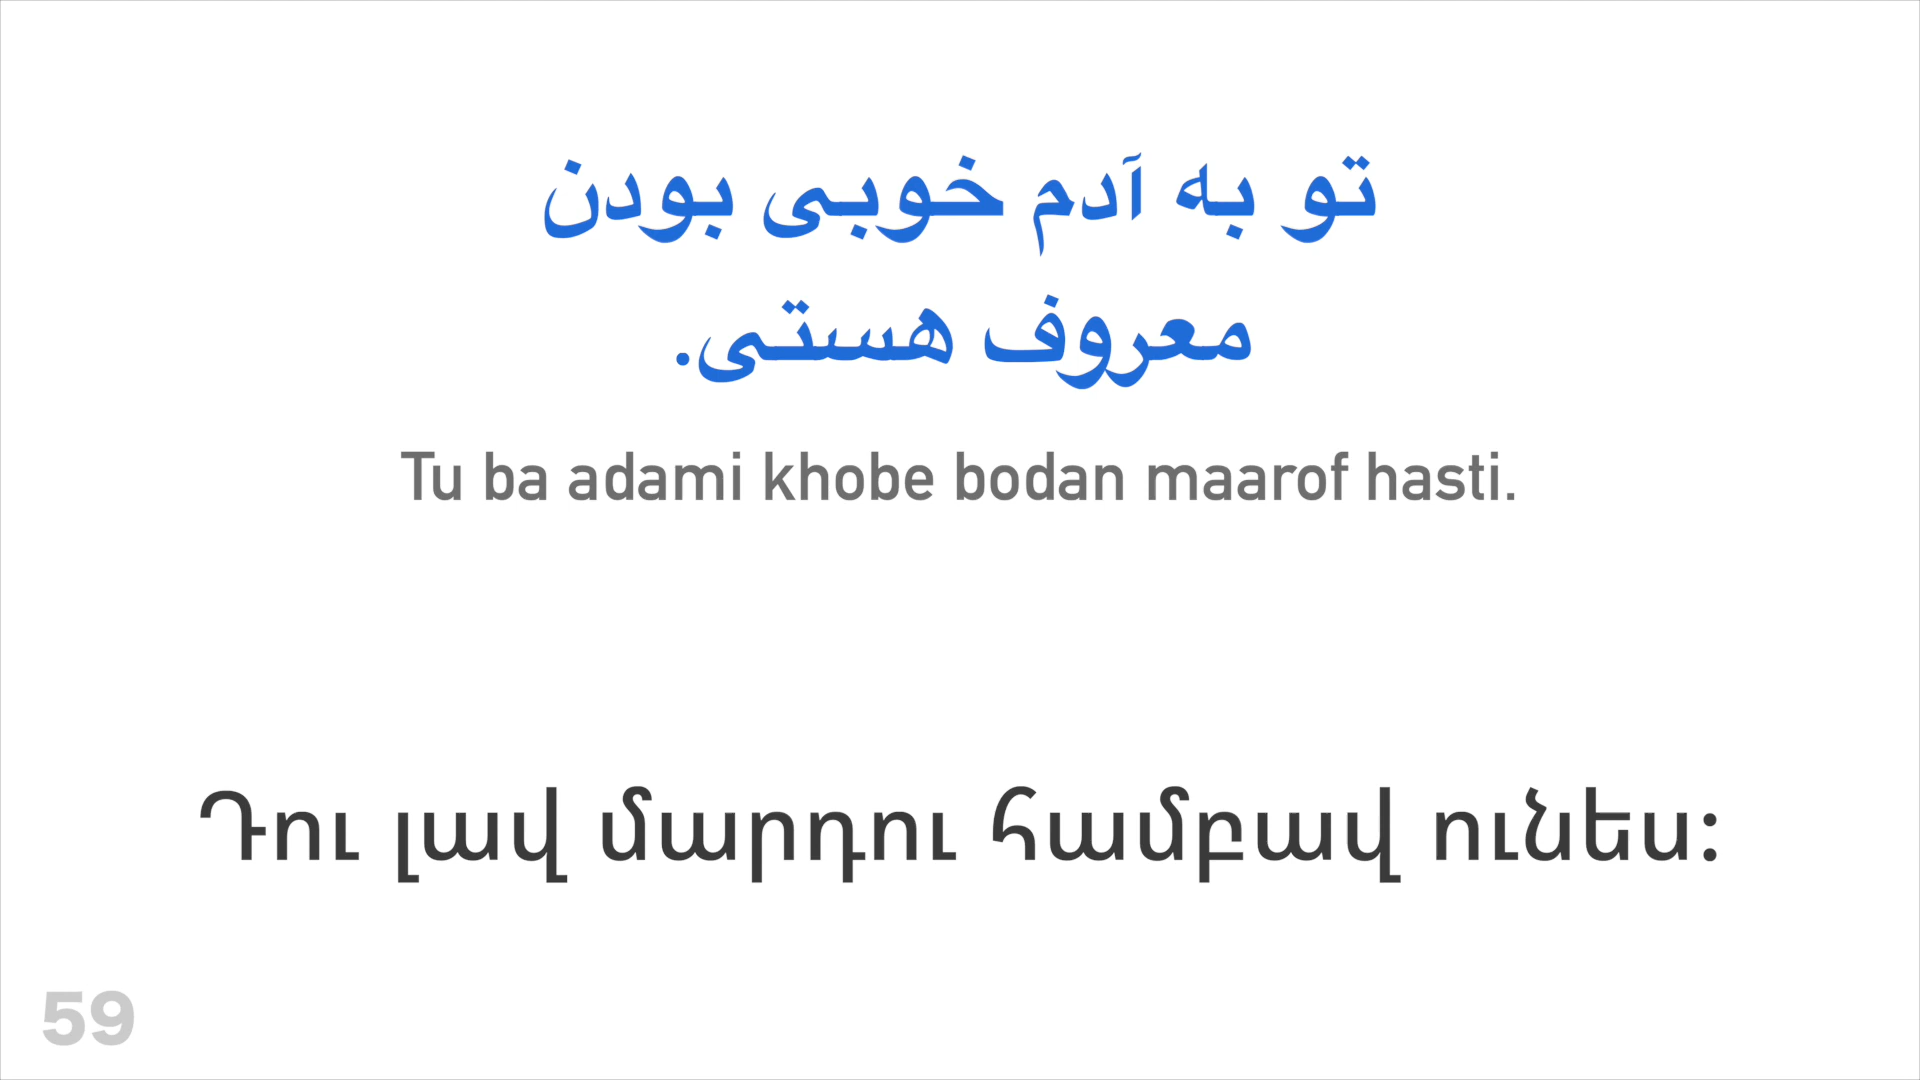 تو به آدم خوبی بودن
معروف هستی.
Tu ba adami khobe bodan maarof hasti.
Դու լավ մարդու համբավ ունես:
59